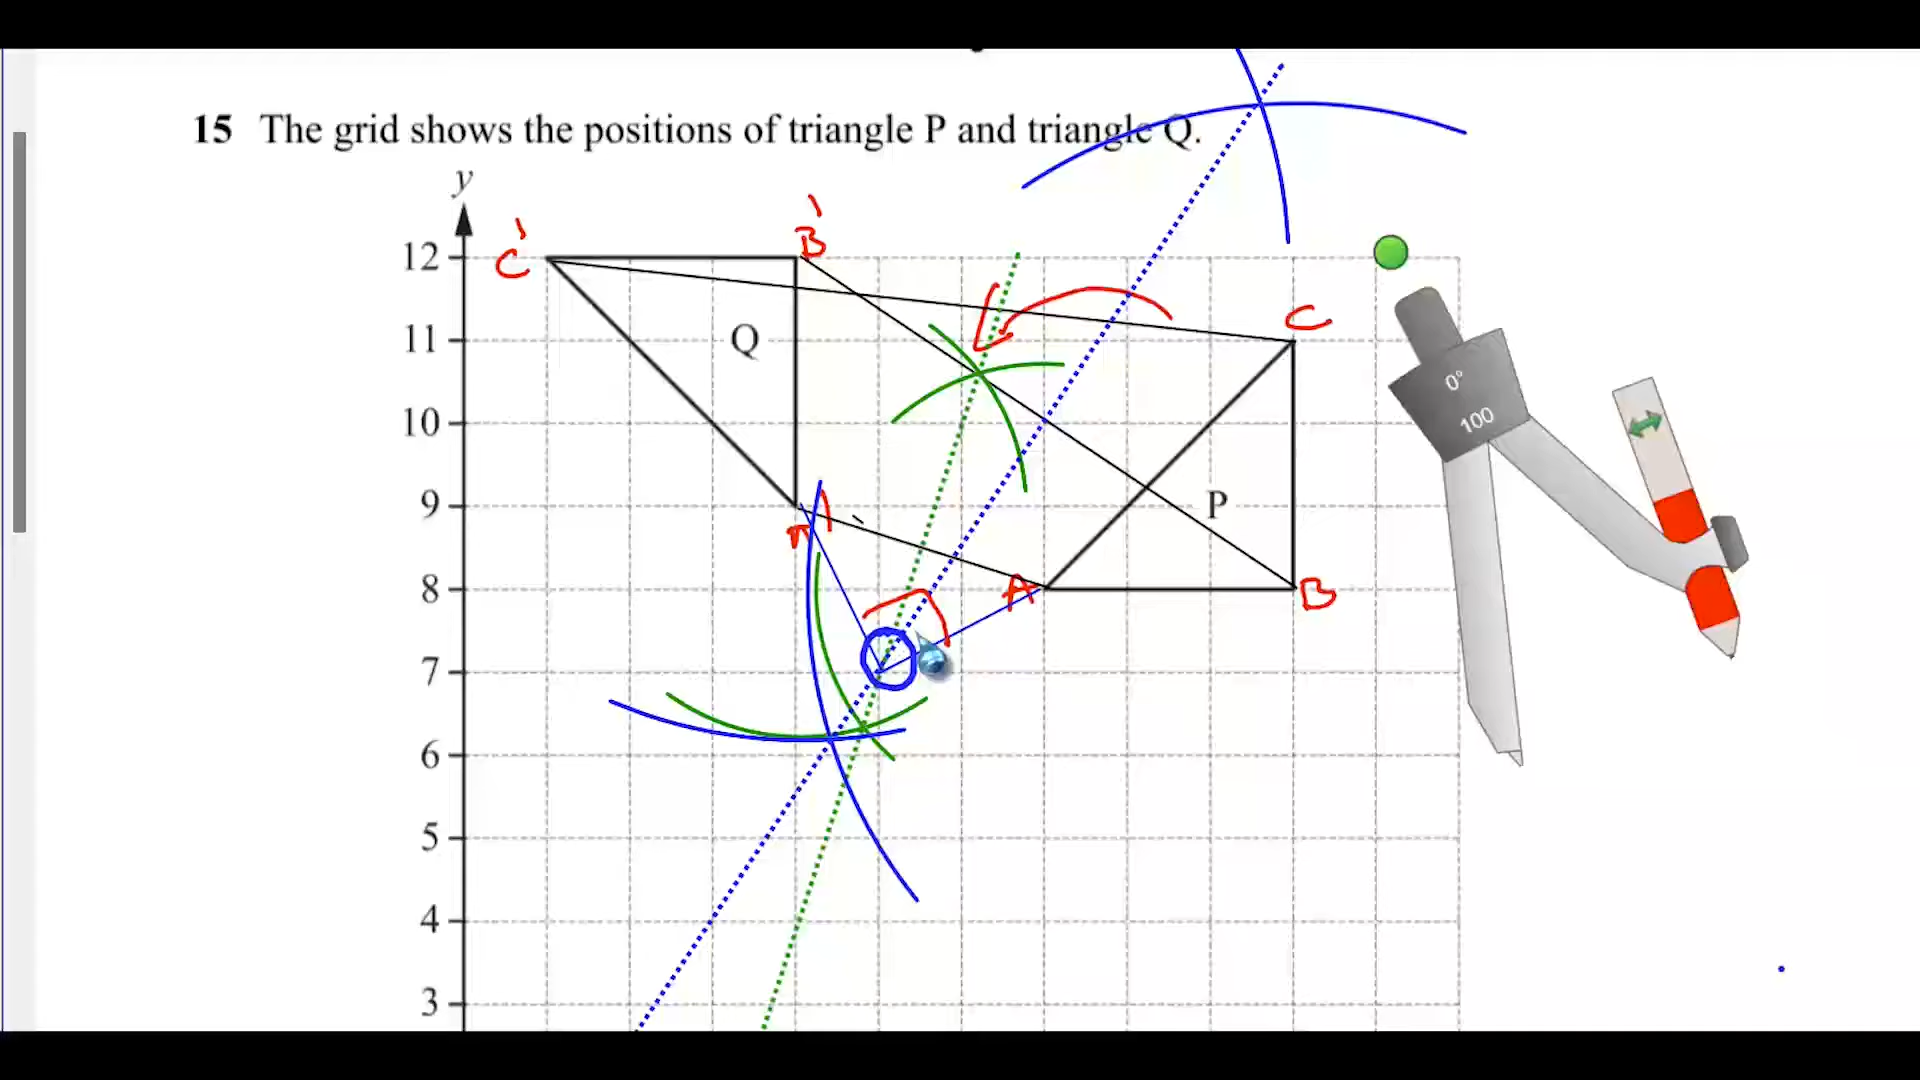 15 The grid shows the positions of triangle P and triangle Q.
y
12
C'
B'
11
Q
C
10
9
P
8
A
B
7
6
5
4
3
0°
100